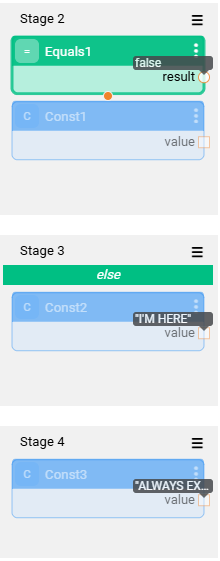 Stage 2
= Equals1
false
result
C Const1
value
Stage 3
else
C Const2
"I'M HERE"
value
Stage 4
C Const3
"ALWAYS EX...
value